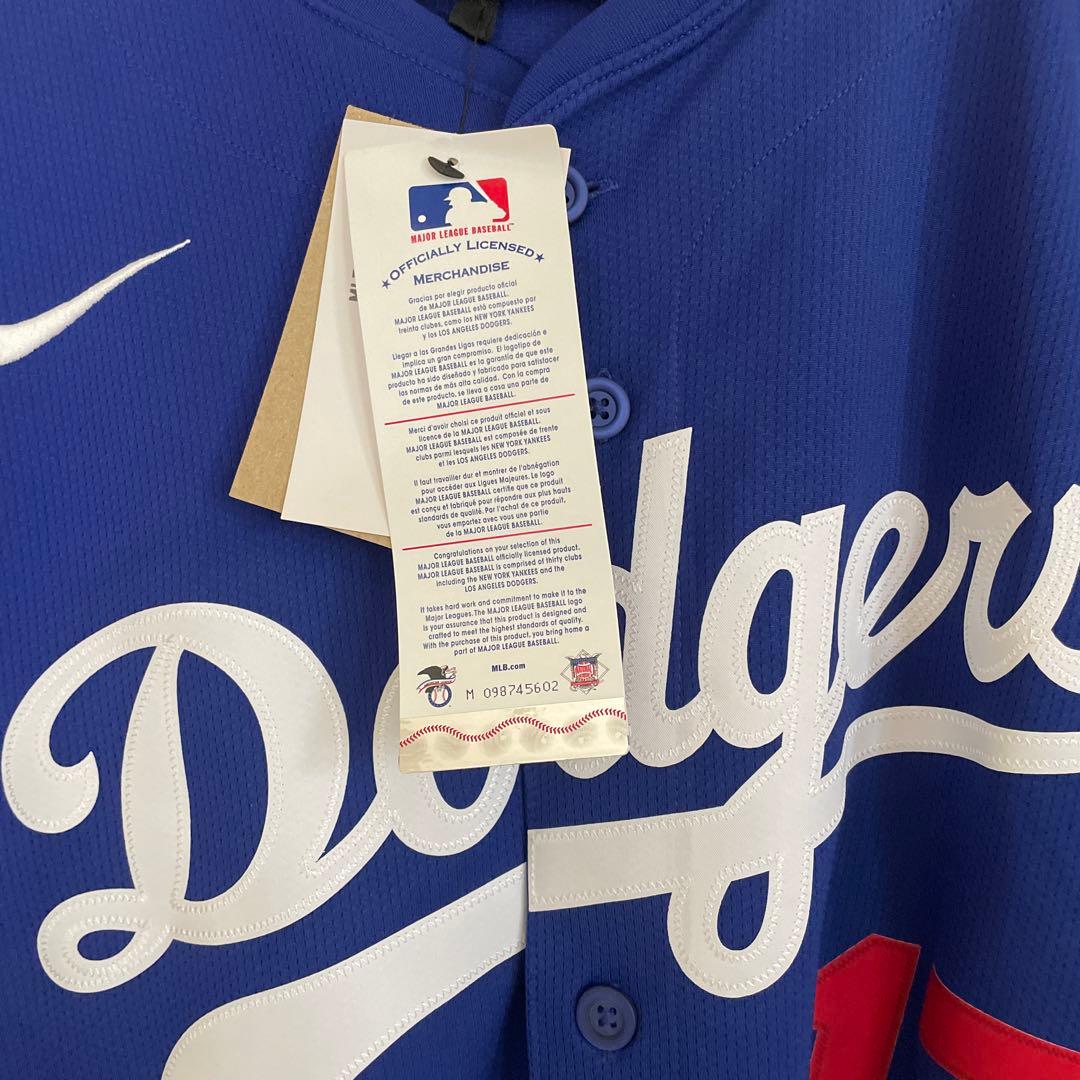 MAJOR LEAGUE BASEBALL
OFFICIALLY LICENSED
MERCHANDISE
Gracias por elegir producto oficial
de MAJOR LEAGUE BASEBALL.
MAJOR LEAGUE BASEBALL está compuesto por
treinta clubes, como los NEW YORK YANKEES
y los LOS ANGELES DODGERS.
Llegar a las Grandes Ligas requiere dedicación e
implica un gran compromiso. El logotipo de
MAJOR LEAGUE BASEBALL es la garantía de que este
producto ha sido diseñado y fabricado para satisfacer
las normas de más alta calidad. Con la compra
de este producto, se lleva a casa una parte de
MAJOR LEAGUE BASEBALL.
Merci d'avoir choisi ce produit officiel et sous
licence de la MAJOR LEAGUE BASEBALL.
MAJOR LEAGUE BASEBALL est composée de trente
clubs parmi lesquels les NEW YORK YANKEES
et les LOS ANGELES DODGERS.
Il faut travailler dur et montrer de l'abnégation
pour accéder aux Ligues Majeures. Le logo
MAJOR LEAGUE BASEBALL certifie que ce produit
est conçu et fabriqué pour répondre aux plus hauts
standards de qualité. Par l'achat de ce produit,
vous emportez avec vous une partie
de la MAJOR LEAGUE BASEBALL.
Congratulations on your selection of this
MAJOR LEAGUE BASEBALL officially licensed product.
MAJOR LEAGUE BASEBALL is comprised of thirty clubs
including the NEW YORK YANKEES and the
LOS ANGELES DODGERS.
It takes hard work and commitment to make it to the
Major Leagues. The MAJOR LEAGUE BASEBALL logo
is your assurance that this product is designed and
crafted to meet the highest standards of quality.
With the purchase of this product, you bring home a
part of MAJOR LEAGUE BASEBALL.
MLB.com
M 098745602
Dodgers
1